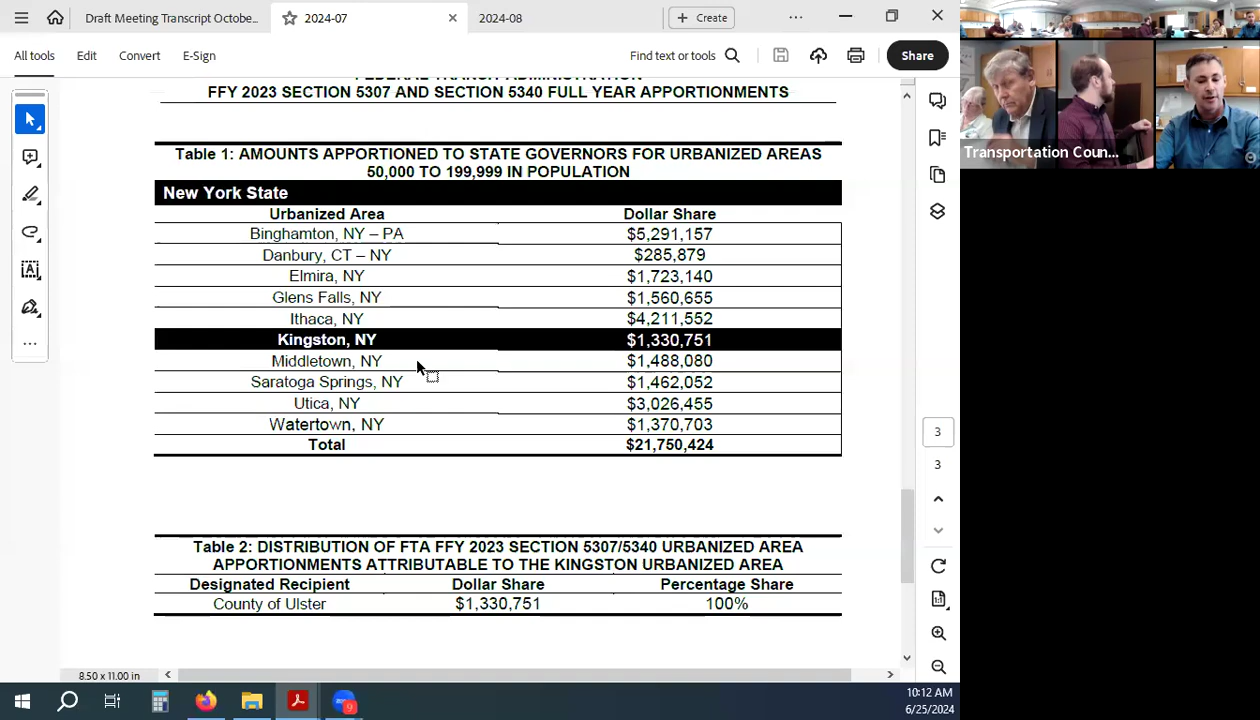 Draft Meeting Transcript Octobe...
2024-07
2024-08
Create
All tools
Edit
Convert
E-Sign
Find text or tools
Share
FEDERAL TRANSIT ADMINISTRATION
FFY 2023 SECTION 5307 AND SECTION 5340 FULL YEAR APPORTIONMENTS
Table 1: AMOUNTS APPORTIONED TO STATE GOVERNORS FOR URBANIZED AREAS
50,000 TO 199,999 IN POPULATION
New York State
Urbanized Area Dollar Share
Binghamton, NY – PA $5,291,157
Danbury, CT – NY $285,879
Elmira, NY $1,723,140
Glens Falls, NY $1,560,655
Ithaca, NY $4,211,552
Kingston, NY $1,330,751
Middletown, NY $1,488,080
Saratoga Springs, NY $1,462,052
Utica, NY $3,026,455
Watertown, NY $1,370,703
Total $21,750,424
Table 2: DISTRIBUTION OF FTA FFY 2023 SECTION 5307/5340 URBANIZED AREA
APPORTIONMENTS ATTRIBUTABLE TO THE KINGSTON URBANIZED AREA
Designated Recipient Dollar Share Percentage Share
County of Ulster $1,330,751 100%
3
3
8.50 x 11.00 in
Transportation Coun...
10:12 AM
6/25/2024